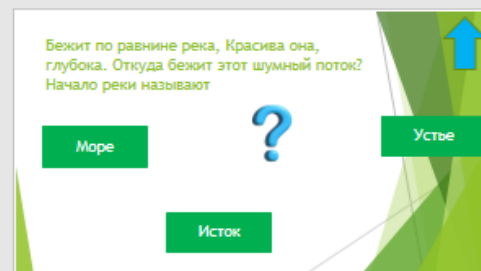 Бежит по равнине река, Красива она,
глубока. Откуда бежит этот шумный поток?
Начало реки называют
?
Море
Устье
Исток